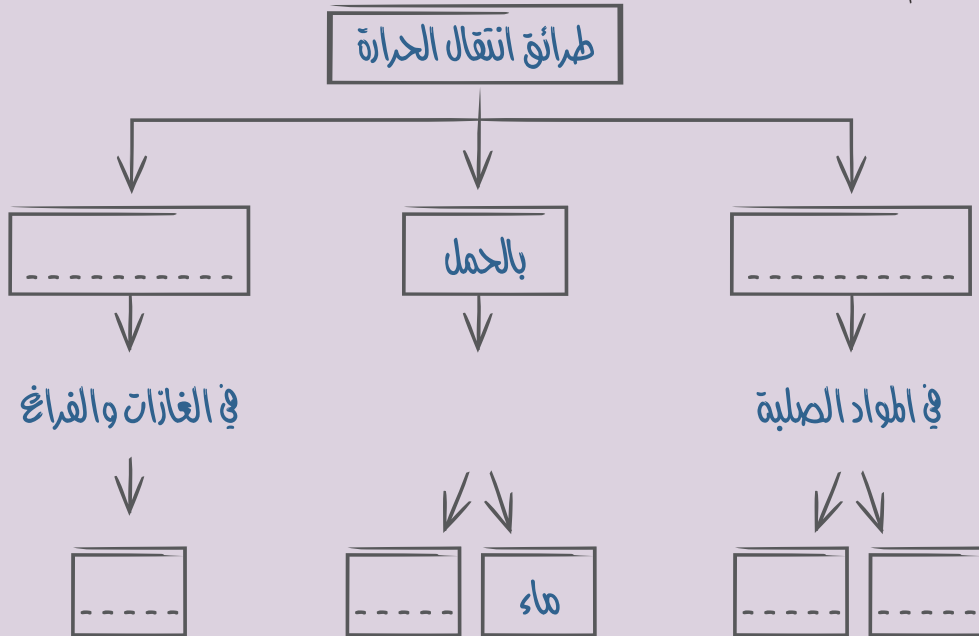 طرائق انتقال الحرارة
بالحمل
في المواد الصلبة
في الغازات والفراغ
ماء